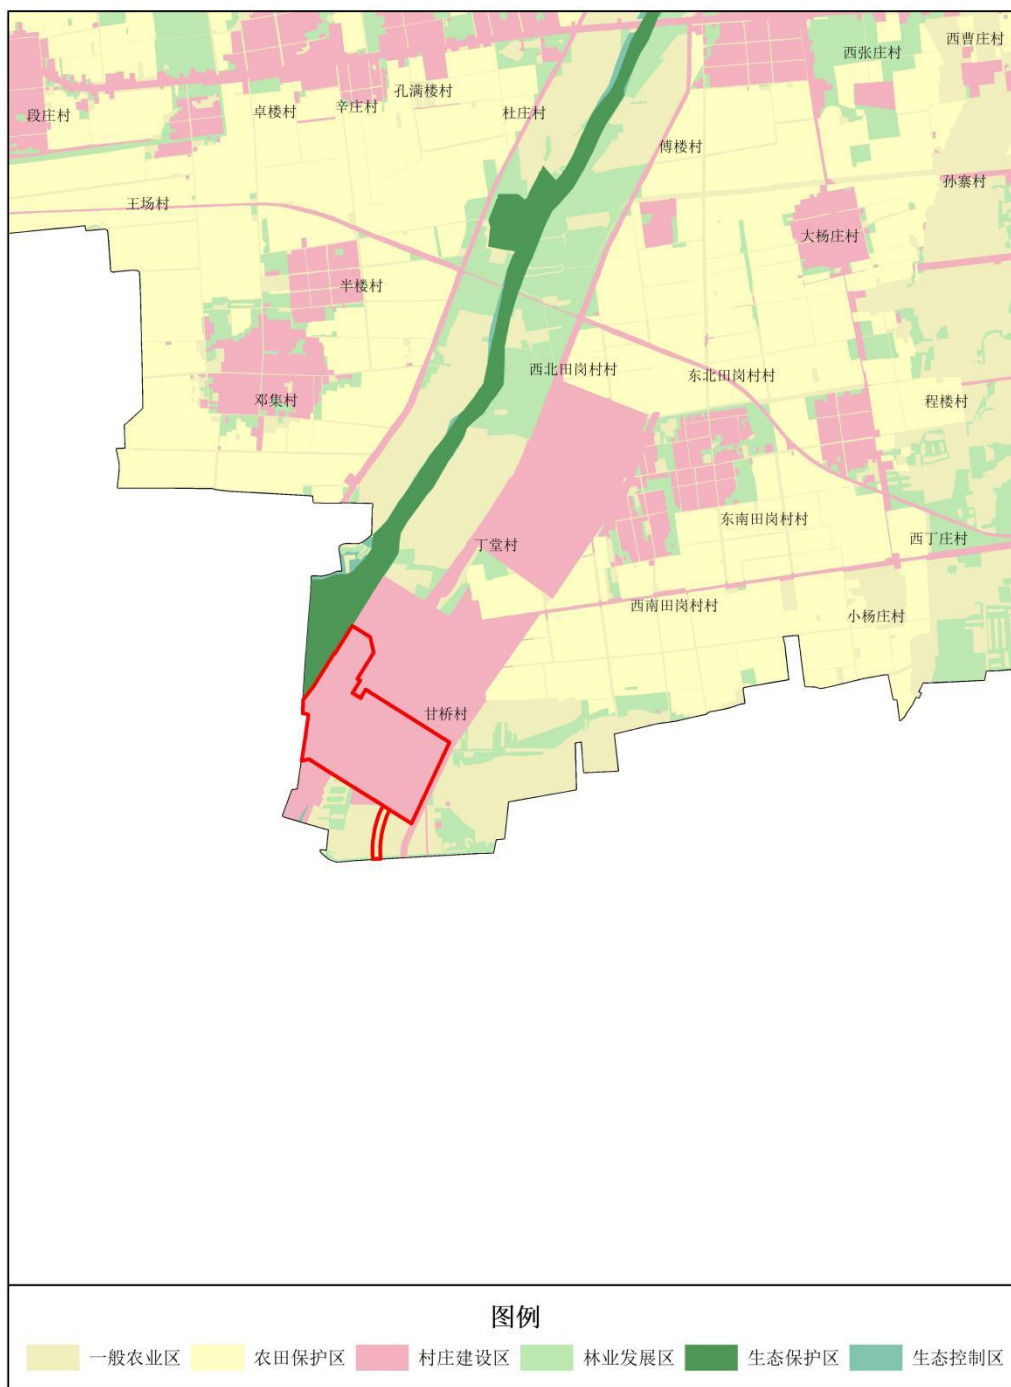 西曹庄村
西张庄村
孔满楼村
辛庄村
卓楼村
杜庄村
段庄村
傅楼村
孙寨村
王场村
大杨庄村
半楼村
西北田岗村村
东北田岗村村
邓集村
程楼村
东南田岗村村
西丁庄村
丁堂村
西南田岗村村
小杨庄村
甘桥村
图例
一般农业区 农田保护区 村庄建设区 林业发展区 生态保护区 生态控制区